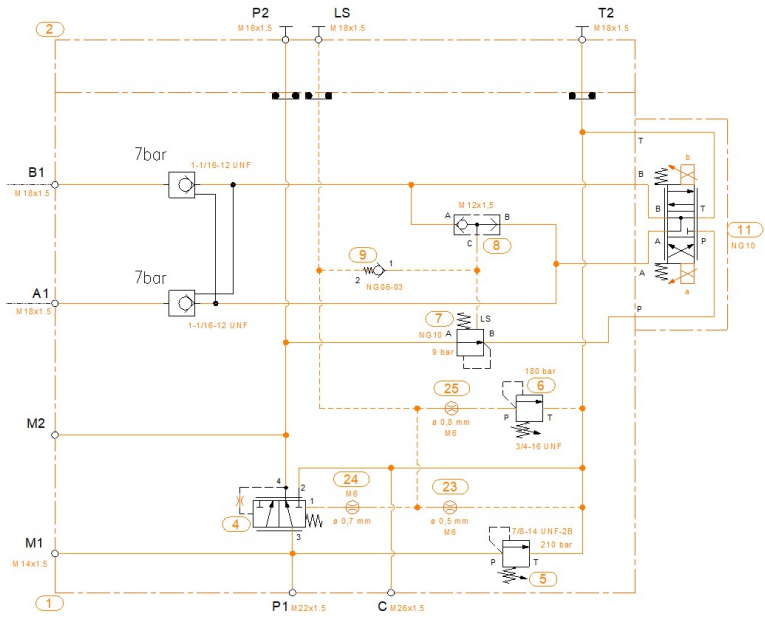 P2
LS
T2
2
M18x1.5
M18x1.5
M18x1.5
T
7bar
1-1/16-12 UNF
b
B1
B
M18x1.5
M12x1,5
A
B
B
T
8
C
11
NG10
9
1
A
P
2
NG06-03
A
7bar
a
A1
M18x1.5
P
7
LS
1-1/16-12 UNF
NG10
A
B
9 bar
180 bar
25
6
M2
ø 0,8 mm
M6
P
T
3/4-16 UNF
4
2
24
23
1
M6
4
ø 0,7 mm
ø 0,5 mm
M6
7/8-14 UNF-2B
3
M1
210 bar
M14x1.5
P
T
5
1
P1
M22x1.5
C
M26x1.5